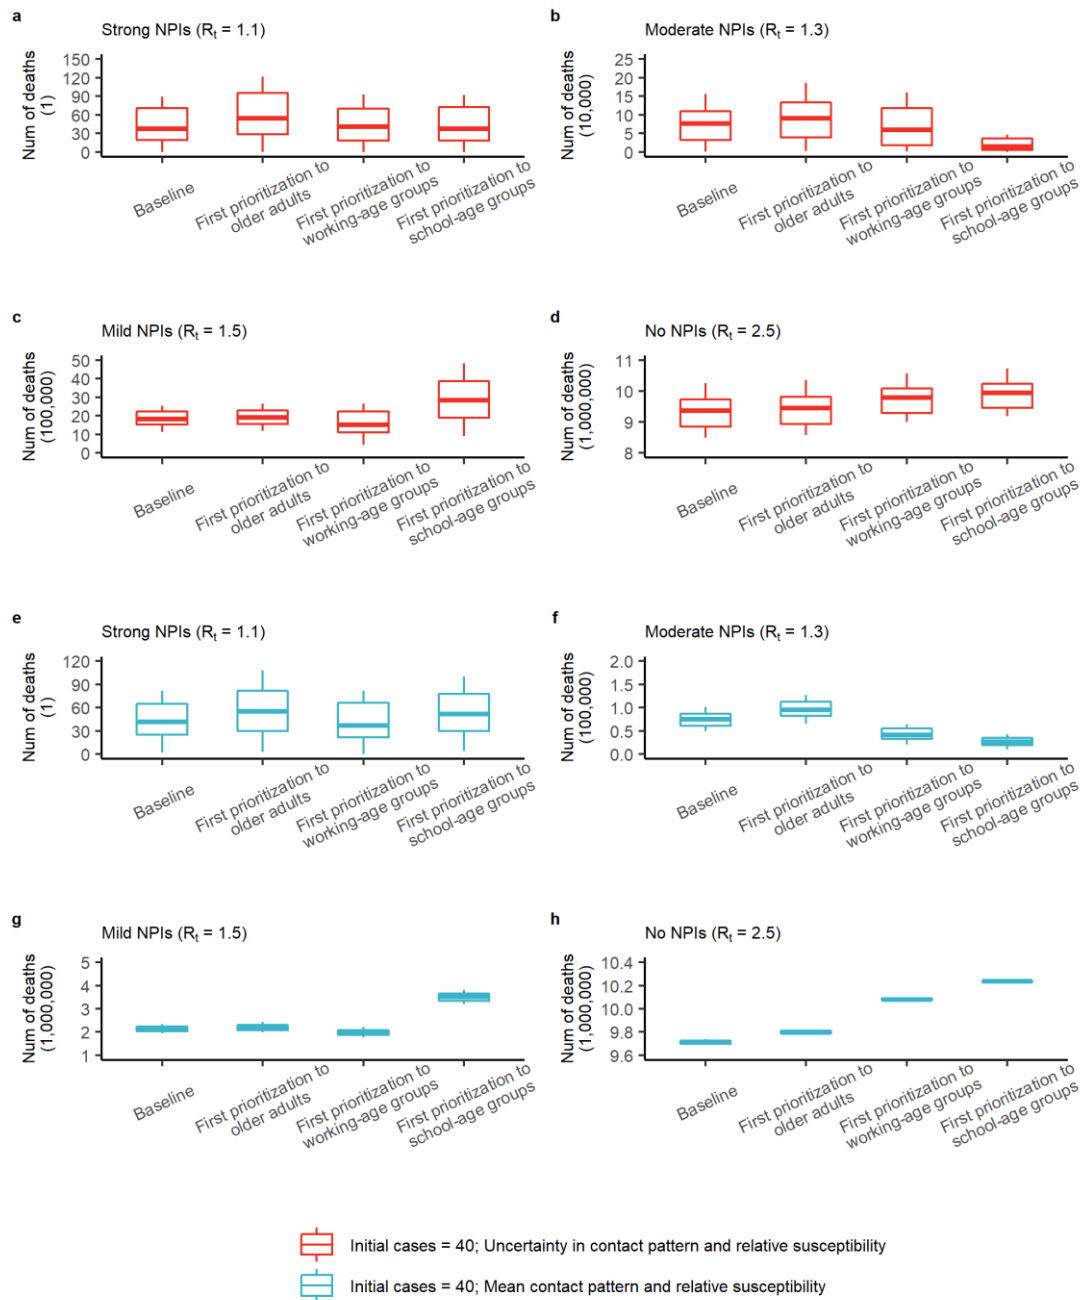 a
Strong NPIs (Rt = 1.1)
Num of deaths
(1)
150
120
90
60
30
0
Baseline
First prioritization to
older adults
First prioritization to
working-age groups
First prioritization to
school-age groups
b
Moderate NPIs (Rt = 1.3)
Num of deaths
(10,000)
25
20
15
10
5
0
Baseline
First prioritization to
older adults
First prioritization to
working-age groups
First prioritization to
school-age groups
c
Mild NPIs (Rt = 1.5)
Num of deaths
(100,000)
50
40
30
20
10
0
Baseline
First prioritization to
older adults
First prioritization to
working-age groups
First prioritization to
school-age groups
d
No NPIs (Rt = 2.5)
Num of deaths
(1,000,000)
11
10
9
8
Baseline
First prioritization to
older adults
First prioritization to
working-age groups
First prioritization to
school-age groups
e
Strong NPIs (Rt = 1.1)
Num of deaths
(1)
120
90
60
30
0
Baseline
First prioritization to
older adults
First prioritization to
working-age groups
First prioritization to
school-age groups
f
Moderate NPIs (Rt = 1.3)
Num of deaths
(100,000)
2.0
1.5
1.0
0.5
0.0
Baseline
First prioritization to
older adults
First prioritization to
working-age groups
First prioritization to
school-age groups
g
Mild NPIs (Rt = 1.5)
Num of deaths
(1,000,000)
5
4
3
2
1
Baseline
First prioritization to
older adults
First prioritization to
working-age groups
First prioritization to
school-age groups
h
No NPIs (Rt = 2.5)
Num of deaths
(1,000,000)
10.4
10.2
10.0
9.8
9.6
Baseline
First prioritization to
older adults
First prioritization to
working-age groups
First prioritization to
school-age groups
Initial cases = 40; Uncertainty in contact pattern and relative susceptibility
Initial cases = 40; Mean contact pattern and relative susceptibility